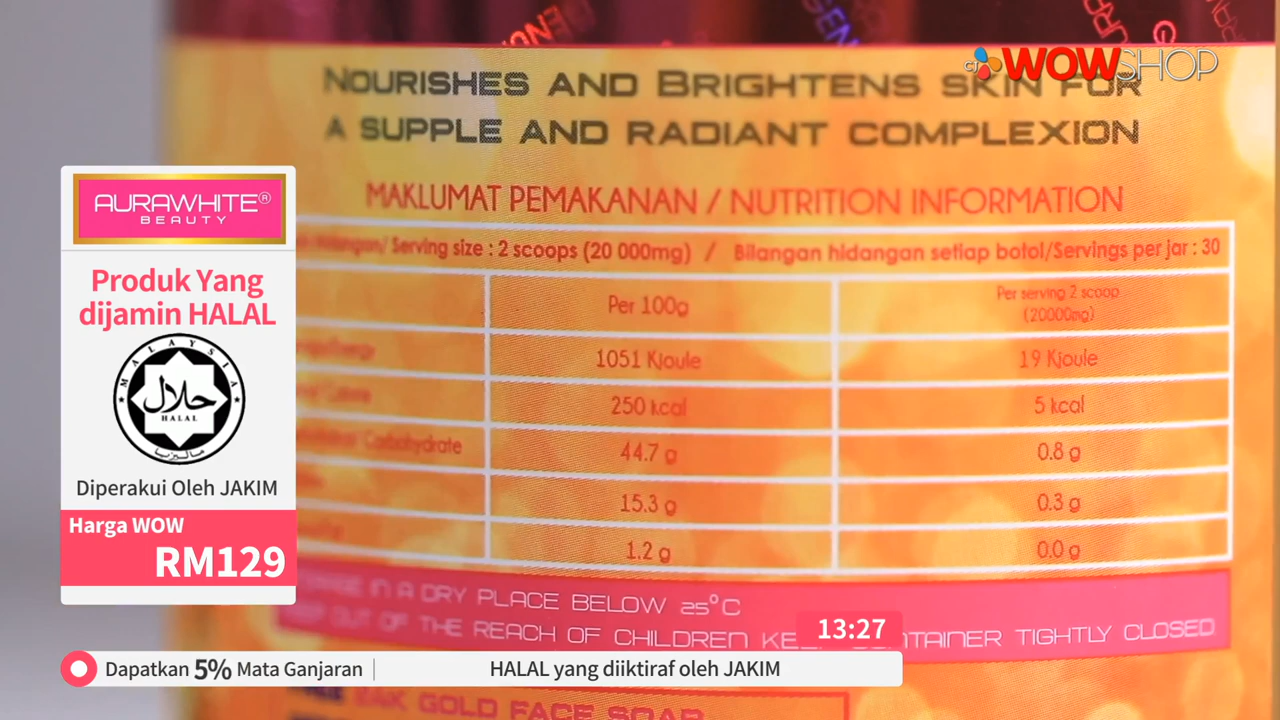 CJ WOWSHOP
NOURISHES AND BRIGHTENS SKIN FOR
A SUPPLE AND RADIANT COMPLEXION
MAKLUMAT PEMAKANAN / NUTRITION INFORMATION
Serving size : 2 scoops (20 000mg) / Bilangan hidangan setiap botol/Servings per jar : 30
Per 100g
Per serving 2 scoop
(20000mg)
1051 Kjoule 19 Kjoule
250 kcal 5 kcal
Carbohydrate 44.7 g 0.8 g
15.3 g 0.3 g
1.2 g 0.0 g
IN A DRY PLACE BELOW 25°C
OUT OF THE REACH OF CHILDREN TIGHTLY CLOSED
24K GOLD FACE SOAP
AURAWHITE®
BEAUTY
Produk Yang
dijamin HALAL
MALAYSIA
حلال
HALAL
ماليزيا
Diperakui Oleh JAKIM
Harga WOW
RM129
13:27
Dapatkan 5% Mata Ganjaran | HALAL yang diiktiraf oleh JAKIM